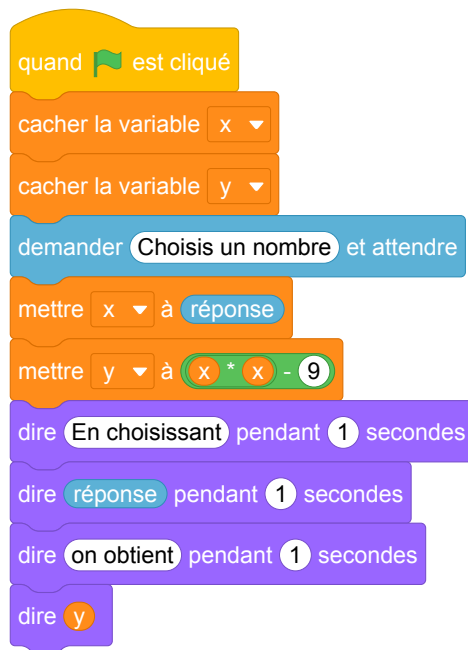 quand est cliqué
cacher la variable x
cacher la variable y
demander Choisis un nombre et attendre
mettre x à réponse
mettre y à x * x - 9
dire En choisissant pendant 1 secondes
dire réponse pendant 1 secondes
dire on obtient pendant 1 secondes
dire y